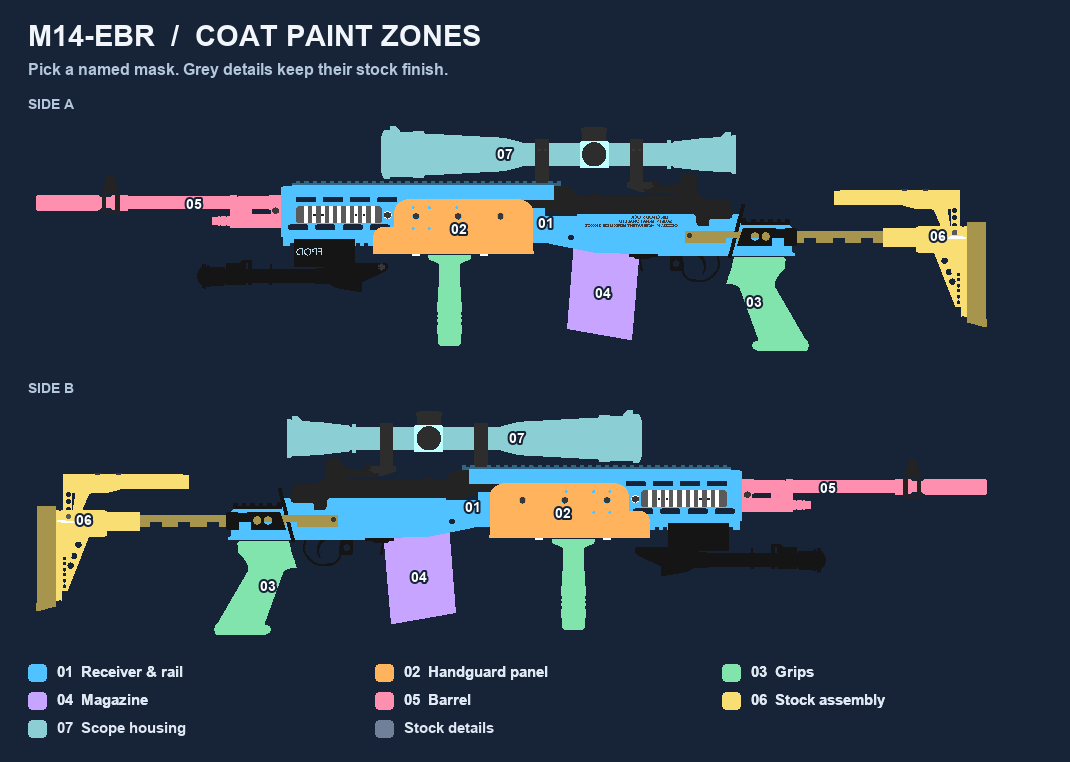 M14-EBR / COAT PAINT ZONES
Pick a named mask. Grey details keep their stock finish.
SIDE A
07
05
01
02
06
04
03
SIDE B
07
05
01
02
06
04
03
01 Receiver & rail
02 Handguard panel
03 Grips
04 Magazine
05 Barrel
06 Stock assembly
07 Scope housing
Stock details